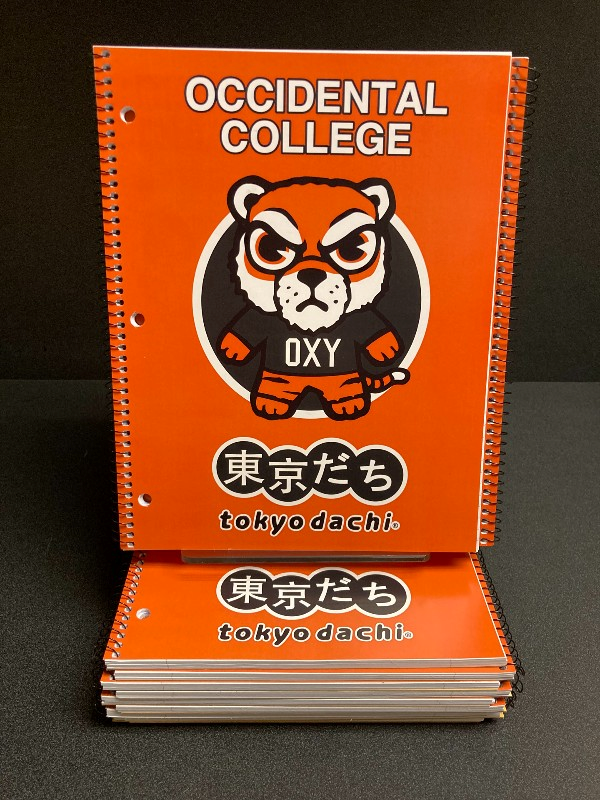 OCCIDENTAL
COLLEGE
OXY
東京だち
tokyodachi®
東京だち
tokyodachi®